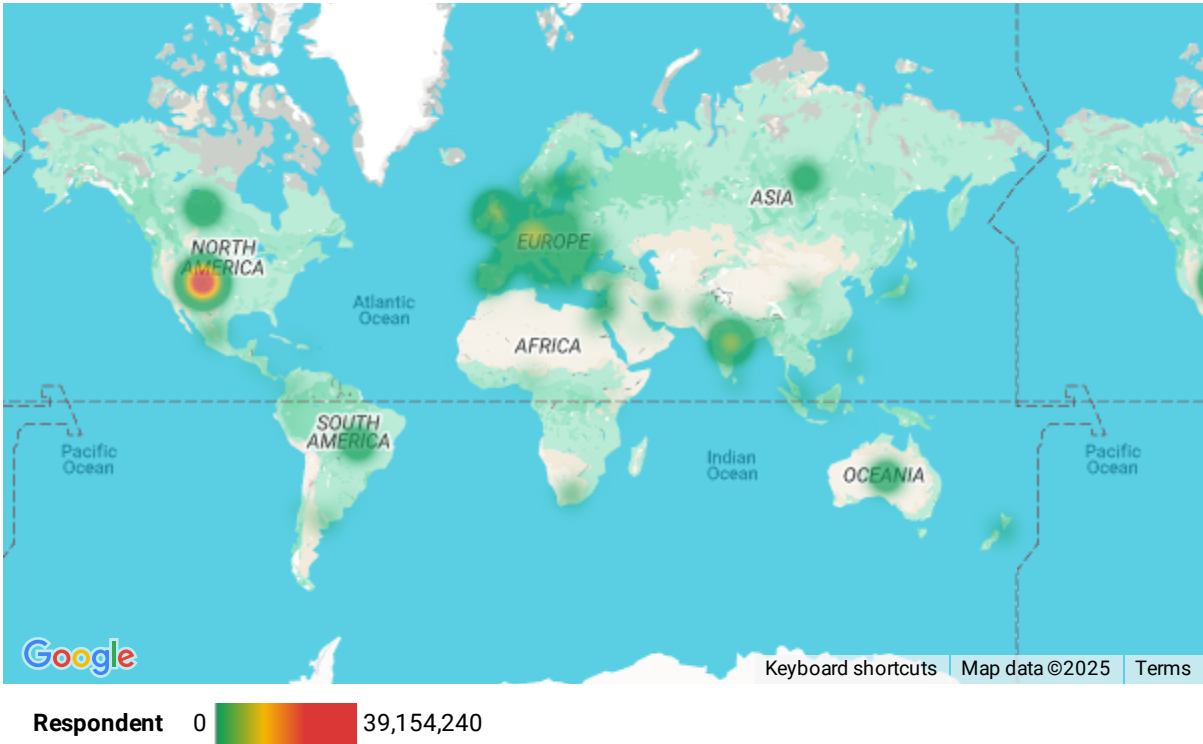 ASIA
NORTH
AMERICA
EUROPE
Atlantic
Ocean
AFRICA
SOUTH
AMERICA
Pacific
Ocean
Indian
Ocean
OCEANIA
Pacific
Ocean
Google
Keyboard shortcuts
Map data ©2025
Terms
Respondent 0 39,154,240